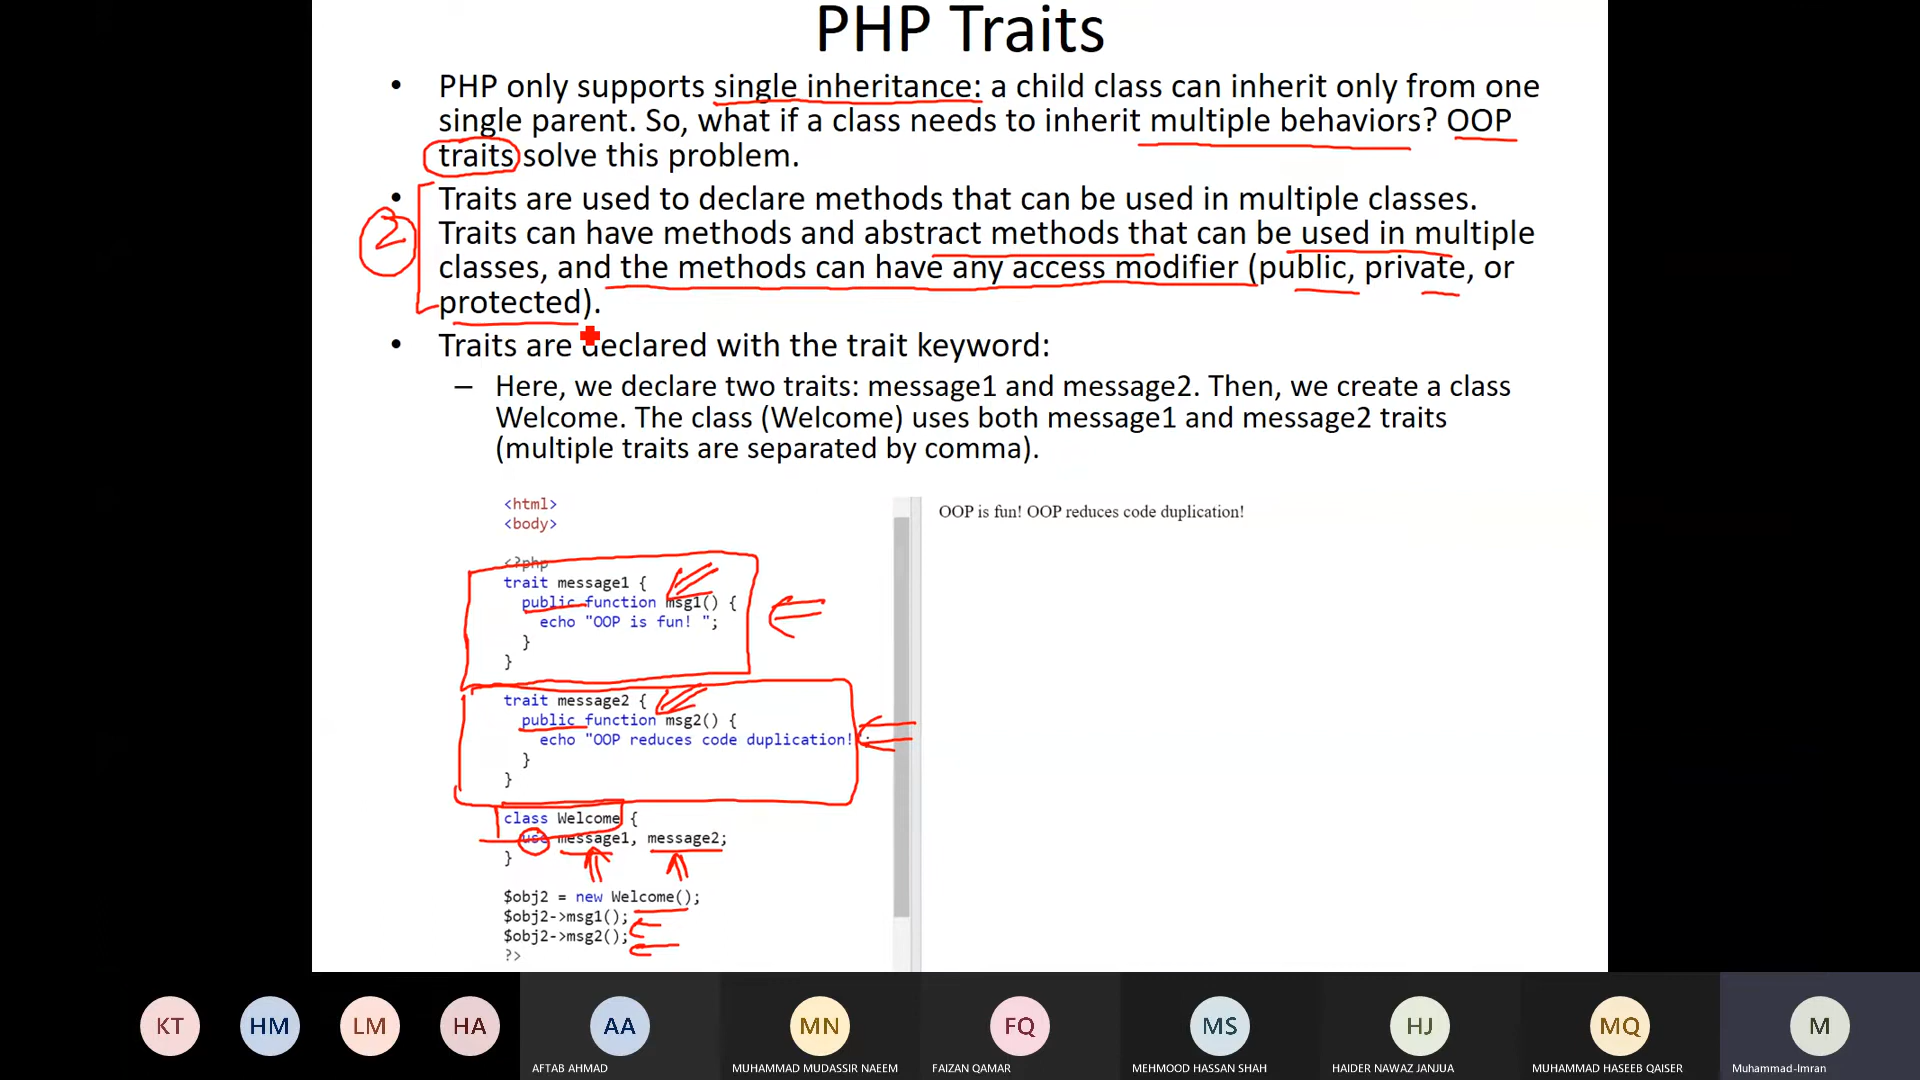 PHP Traits
• PHP only supports single inheritance: a child class can inherit only from one
single parent. So, what if a class needs to inherit multiple behaviors? OOP
traits solve this problem.
• Traits are used to declare methods that can be used in multiple classes.
2
Traits can have methods and abstract methods that can be used in multiple
classes, and the methods can have any access modifier (public, private, or
protected).
• Traits are declared with the trait keyword:
– Here, we declare two traits: message1 and message2. Then, we create a class
Welcome. The class (Welcome) uses both message1 and message2 traits
(multiple traits are separated by comma).
<html>
<body>
<?php
trait message1 {
public function msg1() {
echo "OOP is fun! ";
}
}
trait message2 {
public function msg2() {
echo "OOP reduces code duplication!
}
}
class Welcome {
use message1, message2;
}
$obj2 = new Welcome();
$obj2->msg1();
$obj2->msg2();
?>
OOP is fun! OOP reduces code duplication!
KT HM LM HA AA MN FQ MS HJ MQ M
AFTAB AHMAD MUHAMMAD MUDASSIR NAEEM FAIZAN QAMAR MEHMOOD HASSAN SHAH HAIDER NAWAZ JANJUA MUHAMMAD HASEEB QAISER Muhammad-Imran